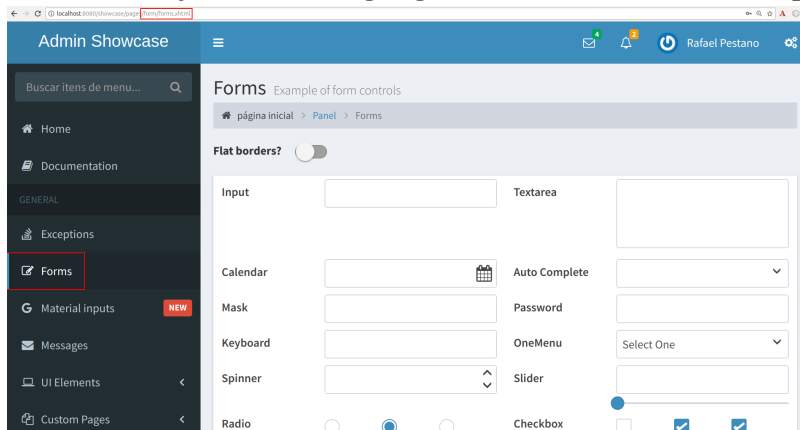 localhost:8080/showcase/page/form/forms.xhtml
Admin Showcase
4
2
Rafael Pestano
Buscar itens de menu...
Home
Documentation
GENERAL
Exceptions
Forms
Material inputs NEW
Messages
UI Elements
Custom Pages
Forms Example of form controls
página inicial > Panel > Forms
Flat borders?
Input
Textarea
Calendar
Auto Complete
Mask
Password
Keyboard
OneMenu
Select One
Spinner
Slider
Radio
Checkbox